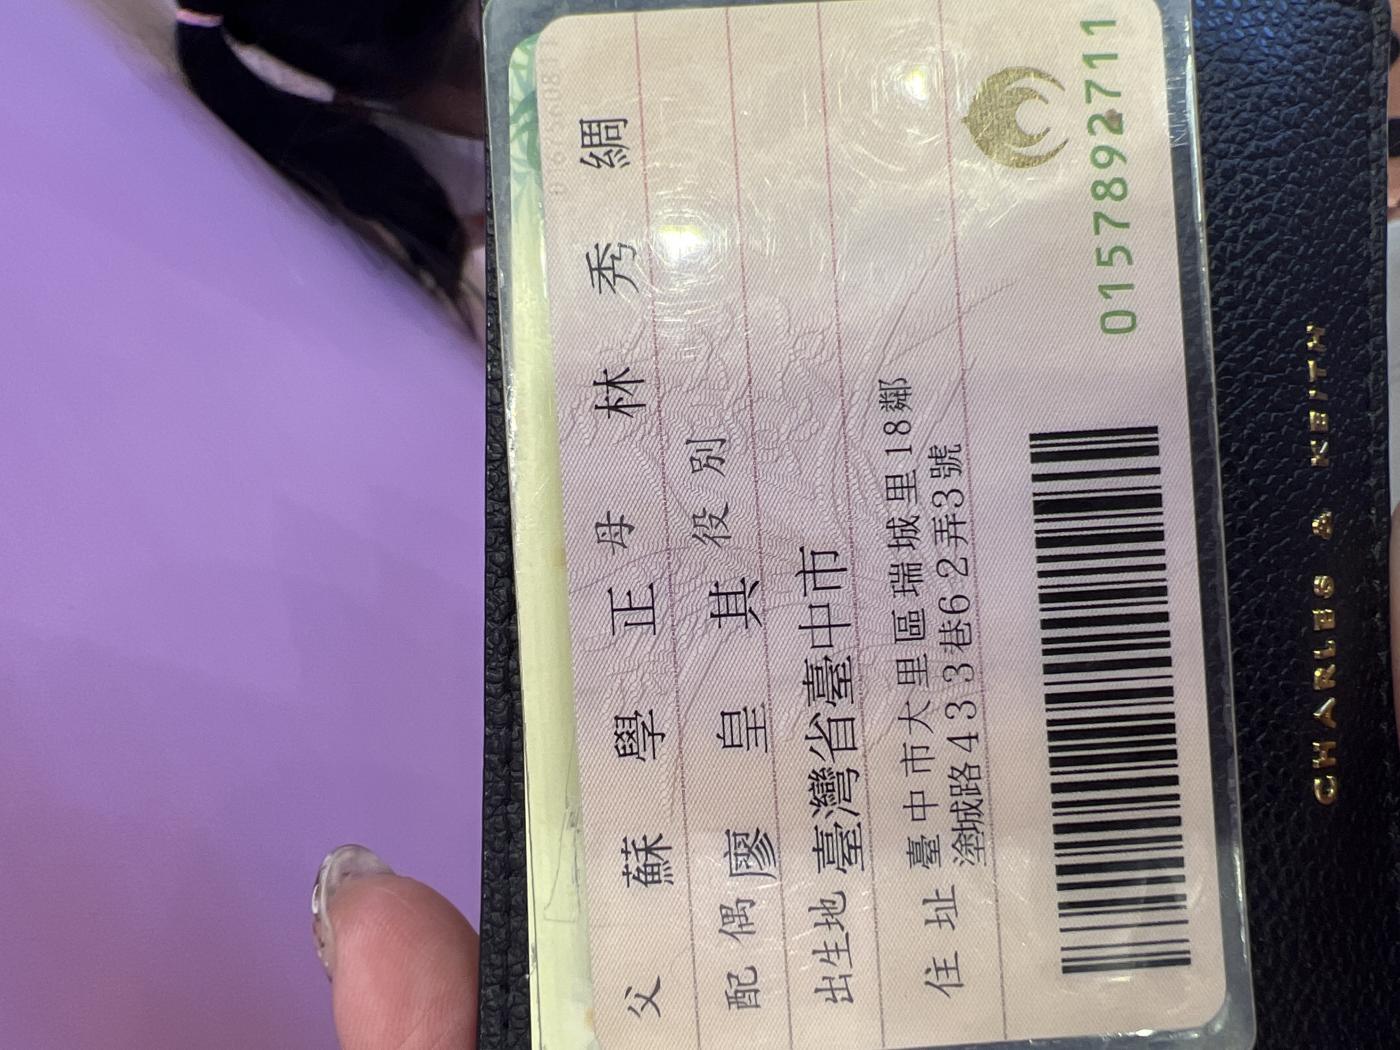 父 蘇學正 母 林秀綢
配偶 廖皇其 役別
出生地 臺灣省臺中市
住址 臺中市大里區瑞城里18鄰
塗城路433巷62弄3號
0157892711
CHARLES & KEITH